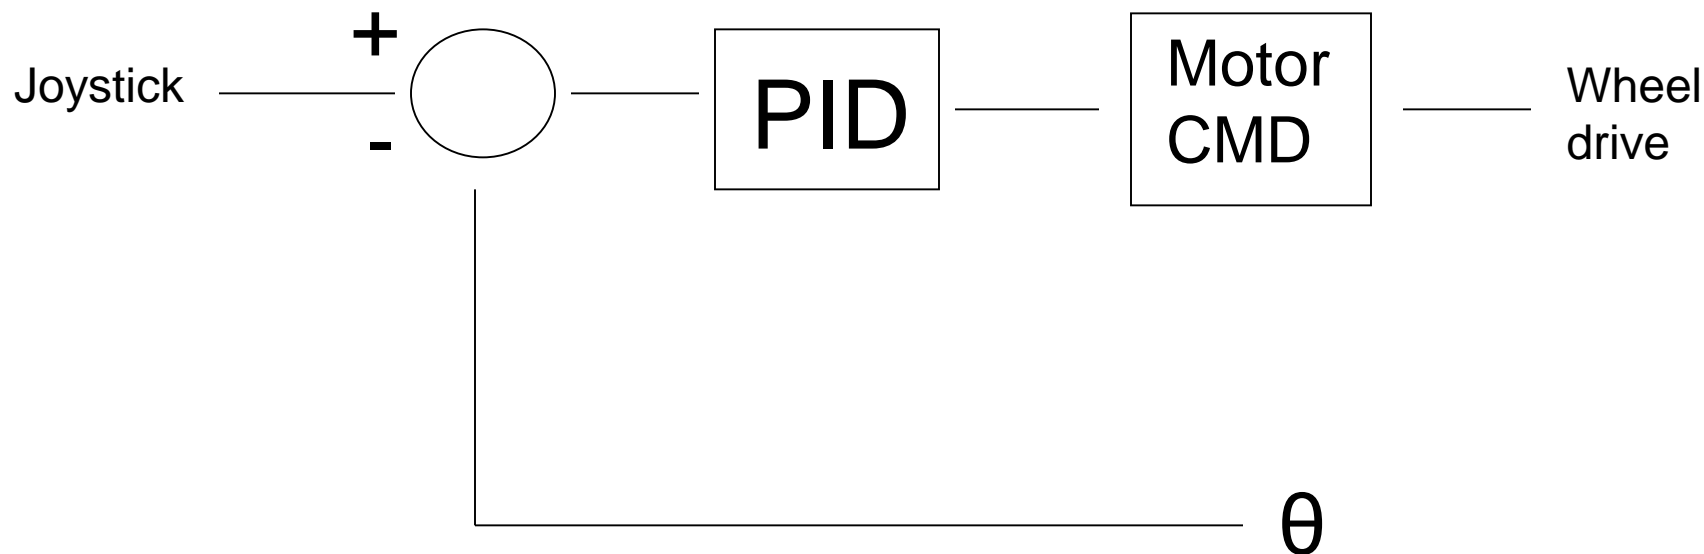 +
Joystick
-
PID
Motor
CMD
Wheel
drive
θ